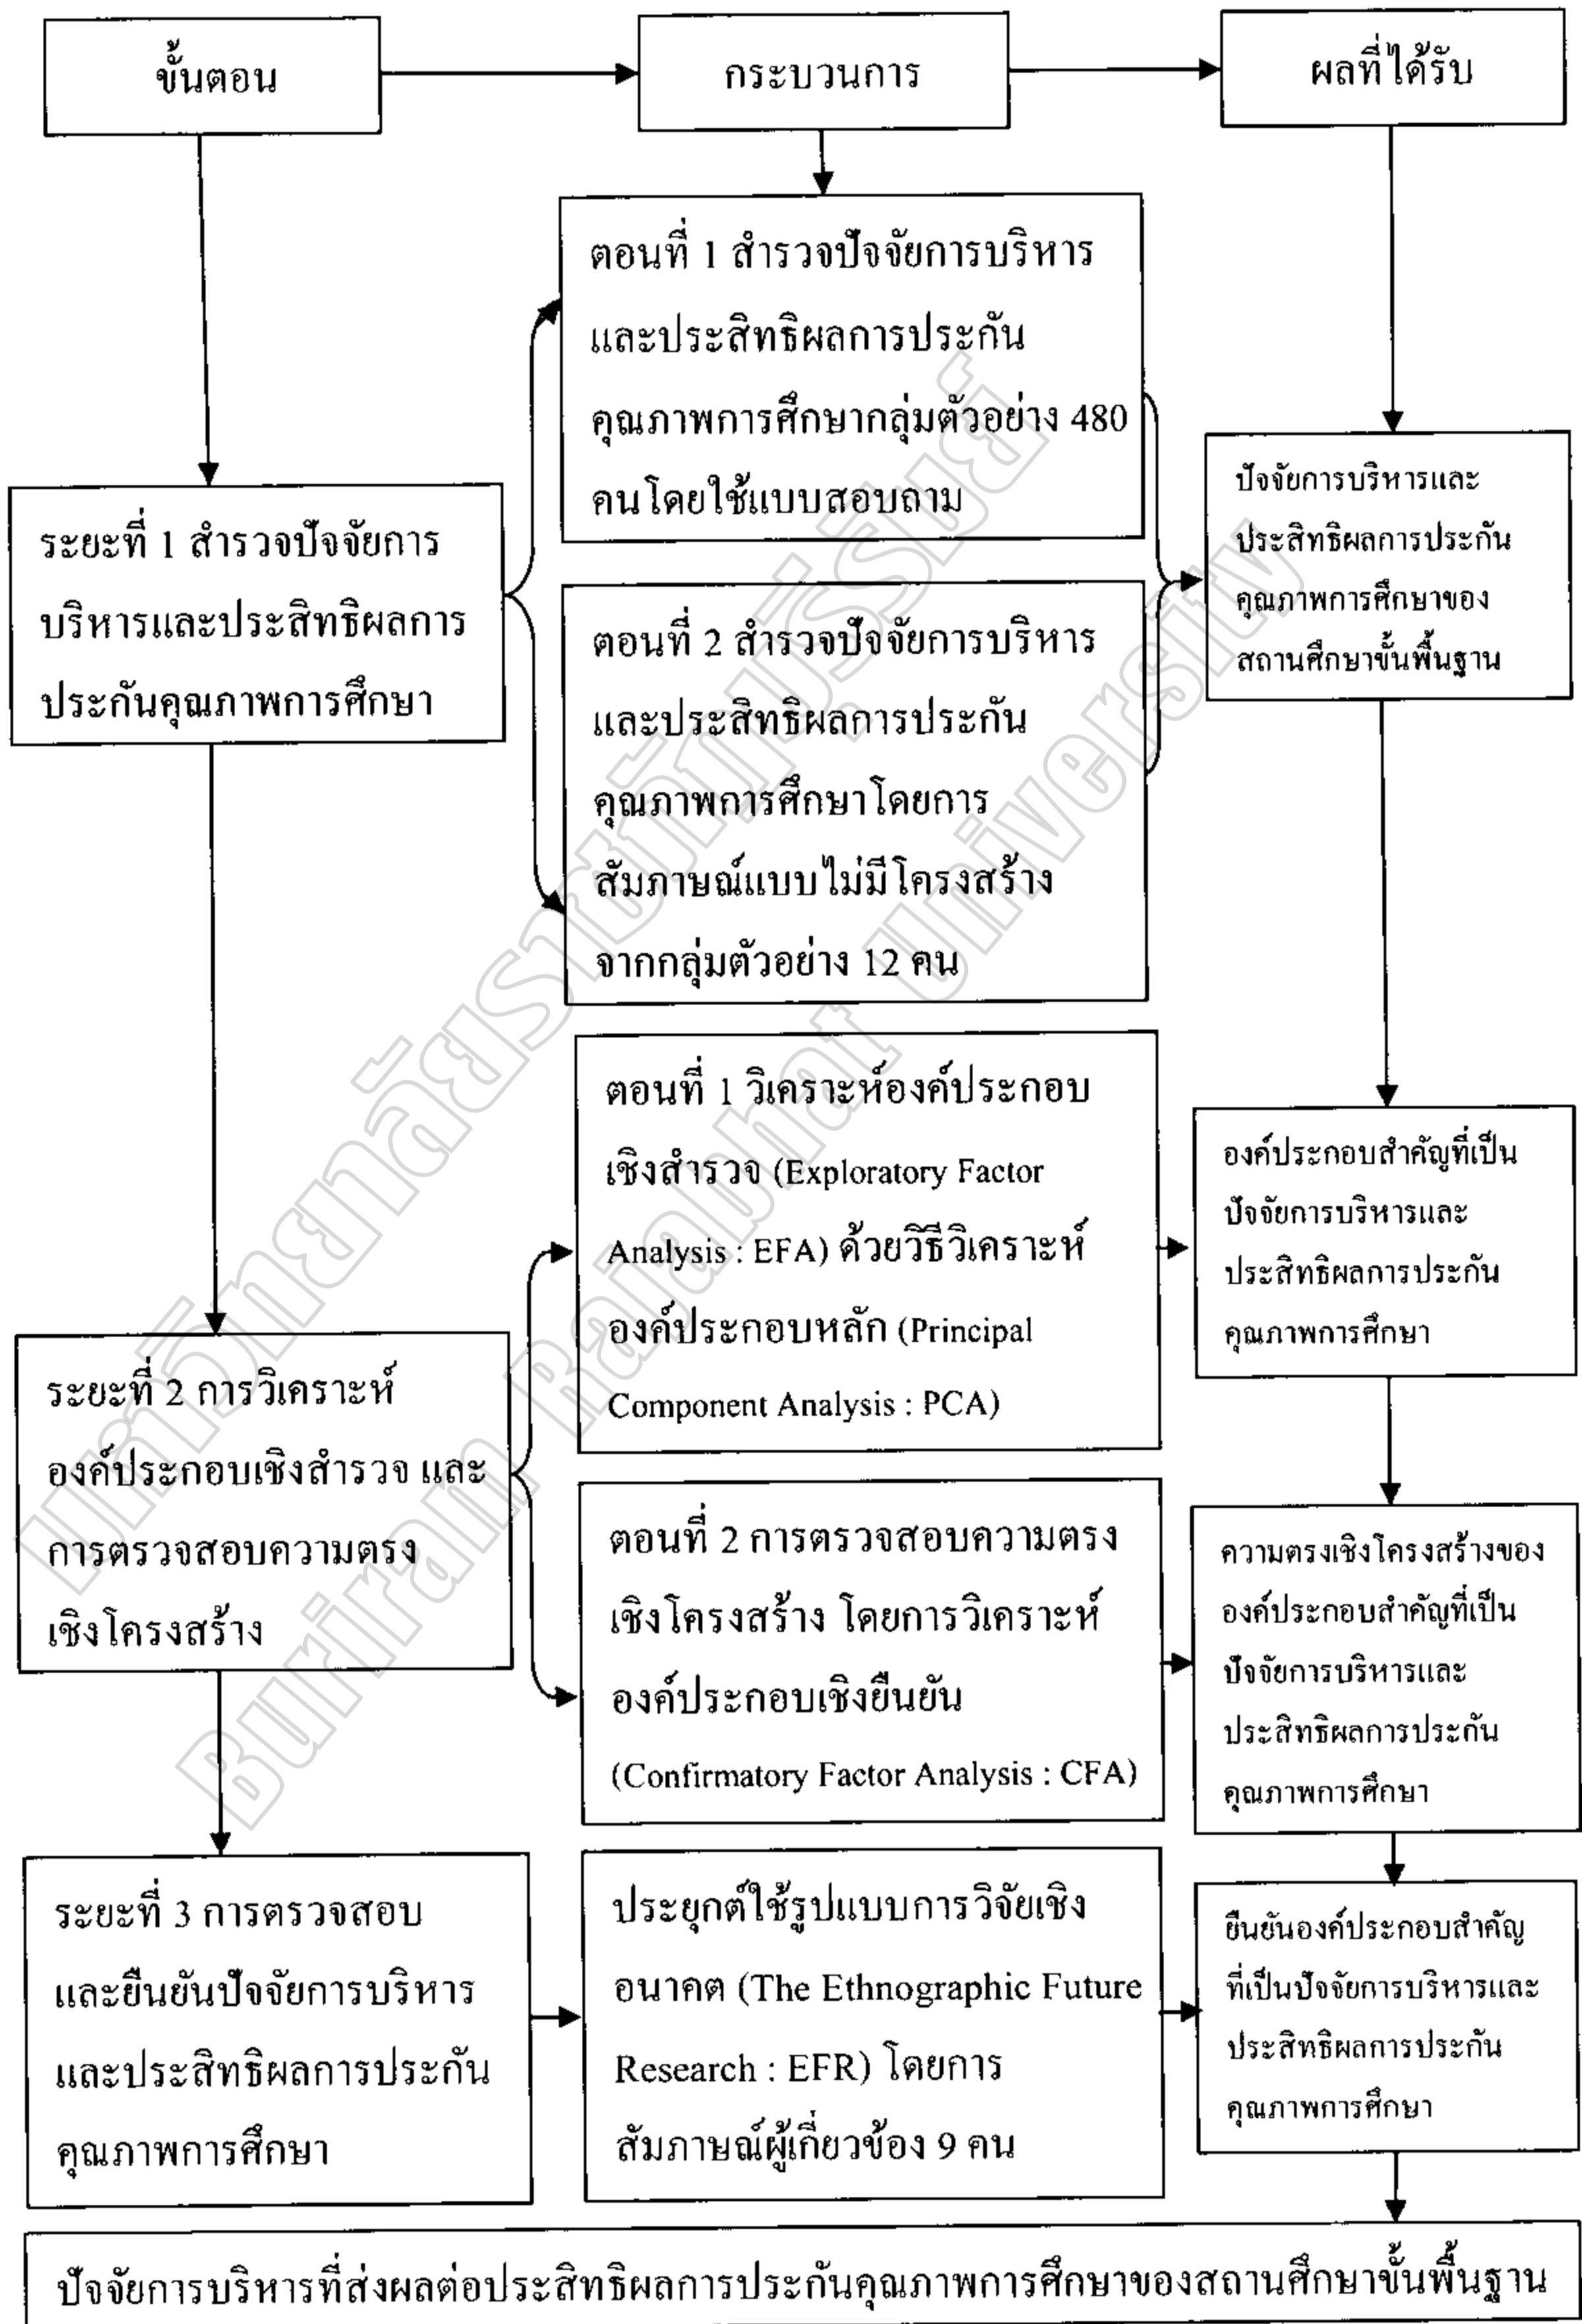 ขั้นตอน
กระบวนการ
ผลที่ได้รับ
ระยะที่ 1 สำรวจปัจจัยการ
บริหารและประสิทธิผลการ
ประกันคุณภาพการศึกษา
ตอนที่ 1 สำรวจปัจจัยการบริหาร
และประสิทธิผลการประกัน
คุณภาพการศึกษากลุ่มตัวอย่าง 480
คนโดยใช้แบบสอบถาม
ตอนที่ 2 สำรวจปัจจัยการบริหาร
และประสิทธิผลการประกัน
คุณภาพการศึกษาโดยการ
สัมภาษณ์แบบไม่มีโครงสร้าง
จากกลุ่มตัวอย่าง 12 คน
ปัจจัยการบริหารและ
ประสิทธิผลการประกัน
คุณภาพการศึกษาของ
สถานศึกษาขั้นพื้นฐาน
ระยะที่ 2 การวิเคราะห์
องค์ประกอบเชิงสำรวจ และ
การตรวจสอบความตรง
เชิงโครงสร้าง
ตอนที่ 1 วิเคราะห์องค์ประกอบ
เชิงสำรวจ (Exploratory Factor
Analysis : EFA) ด้วยวิธีวิเคราะห์
องค์ประกอบหลัก (Principal
Component Analysis : PCA)
องค์ประกอบสำคัญที่เป็น
ปัจจัยการบริหารและ
ประสิทธิผลการประกัน
คุณภาพการศึกษา
ตอนที่ 2 การตรวจสอบความตรง
เชิงโครงสร้าง โดยการวิเคราะห์
องค์ประกอบเชิงยืนยัน
(Confirmatory Factor Analysis : CFA)
ความตรงเชิงโครงสร้างของ
องค์ประกอบสำคัญที่เป็น
ปัจจัยการบริหารและ
ประสิทธิผลการประกัน
คุณภาพการศึกษา
ระยะที่ 3 การตรวจสอบ
และยืนยันปัจจัยการบริหาร
และประสิทธิผลการประกัน
คุณภาพการศึกษา
ประยุกต์ใช้รูปแบบการวิจัยเชิง
อนาคต (The Ethnographic Future
Research : EFR) โดยการ
สัมภาษณ์ผู้เกี่ยวข้อง 9 คน
ยืนยันองค์ประกอบสำคัญ
ที่เป็นปัจจัยการบริหารและ
ประสิทธิผลการประกัน
คุณภาพการศึกษา
ปัจจัยการบริหารที่ส่งผลต่อประสิทธิผลการประกันคุณภาพการศึกษาของสถานศึกษาขั้นพื้นฐาน
มหาวิทยาลัยราชภัฏบุรีรัมย์
Buriram Rajabhat University